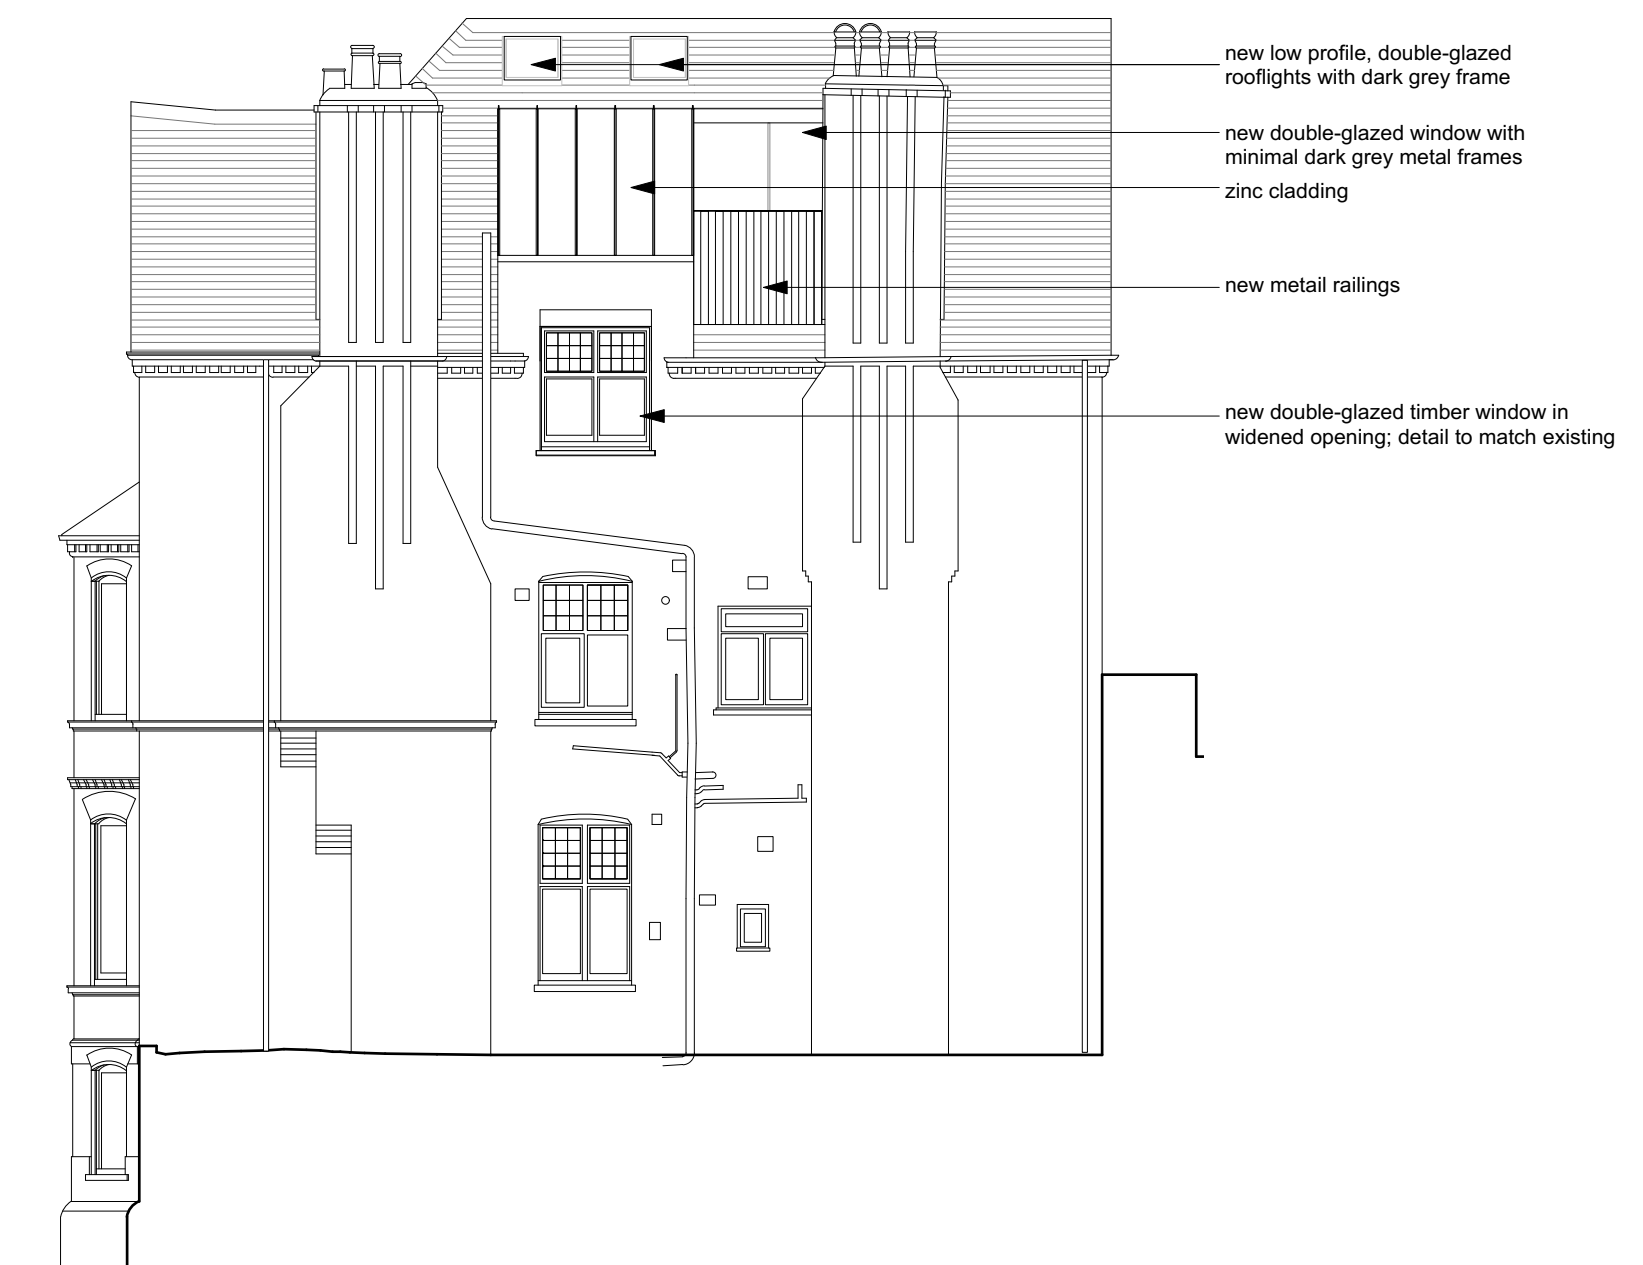 new low profile, double-glazed
rooflights with dark grey frame
new double-glazed window with
minimal dark grey metal frames
zinc cladding
new metail railings
new double-glazed timber window in
widened opening; detail to match existing